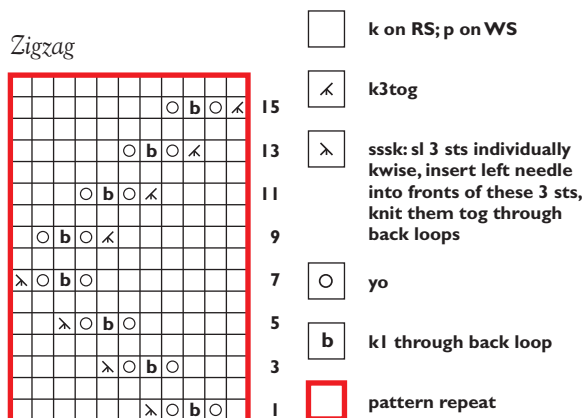 Zigzag
b 15
b 13
b 11
b 9
b 7
b 5
b 3
b 1
k on RS; p on WS
k3tog
sssk: sl 3 sts individually
kwise, insert left needle
into fronts of these 3 sts,
knit them tog through
back loops
yo
b k1 through back loop
pattern repeat